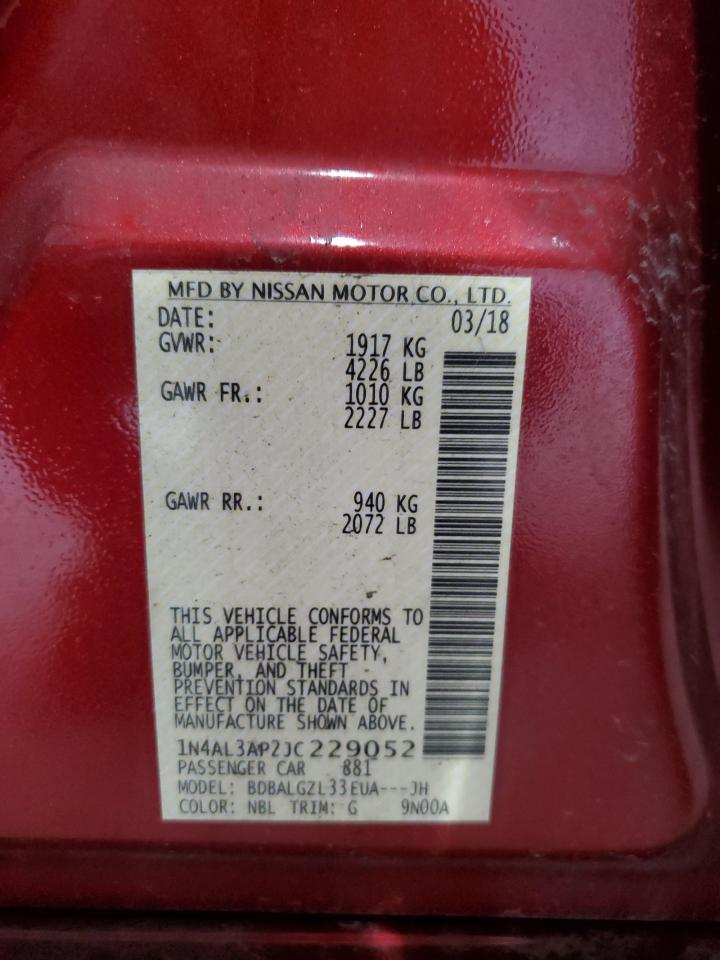 MFD BY NISSAN MOTOR CO., LTD.
DATE: 03/18
GVWR: 1917 KG
4226 LB
GAWR FR.: 1010 KG
2227 LB
GAWR RR.: 940 KG
2072 LB
THIS VEHICLE CONFORMS TO
ALL APPLICABLE FEDERAL
MOTOR VEHICLE SAFETY,
BUMPER, AND THEFT
PREVENTION STANDARDS IN
EFFECT ON THE DATE OF
MANUFACTURE SHOWN ABOVE.
1N4AL3AP2JC229052
PASSENGER CAR 881
MODEL: BDBALGZL33EUA---JH
COLOR: NBL TRIM: G 9N00A